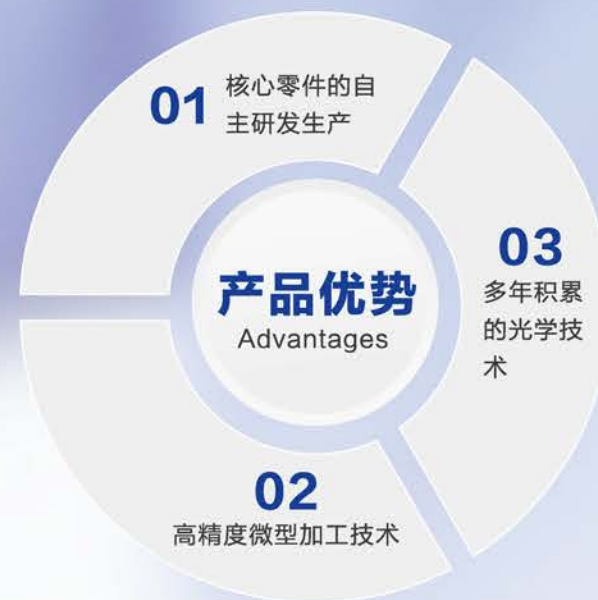 01
核心零件的自
主研发生产
产品优势
Advantages
02
高精度微型加工技术
03
多年积累
的光学技
术